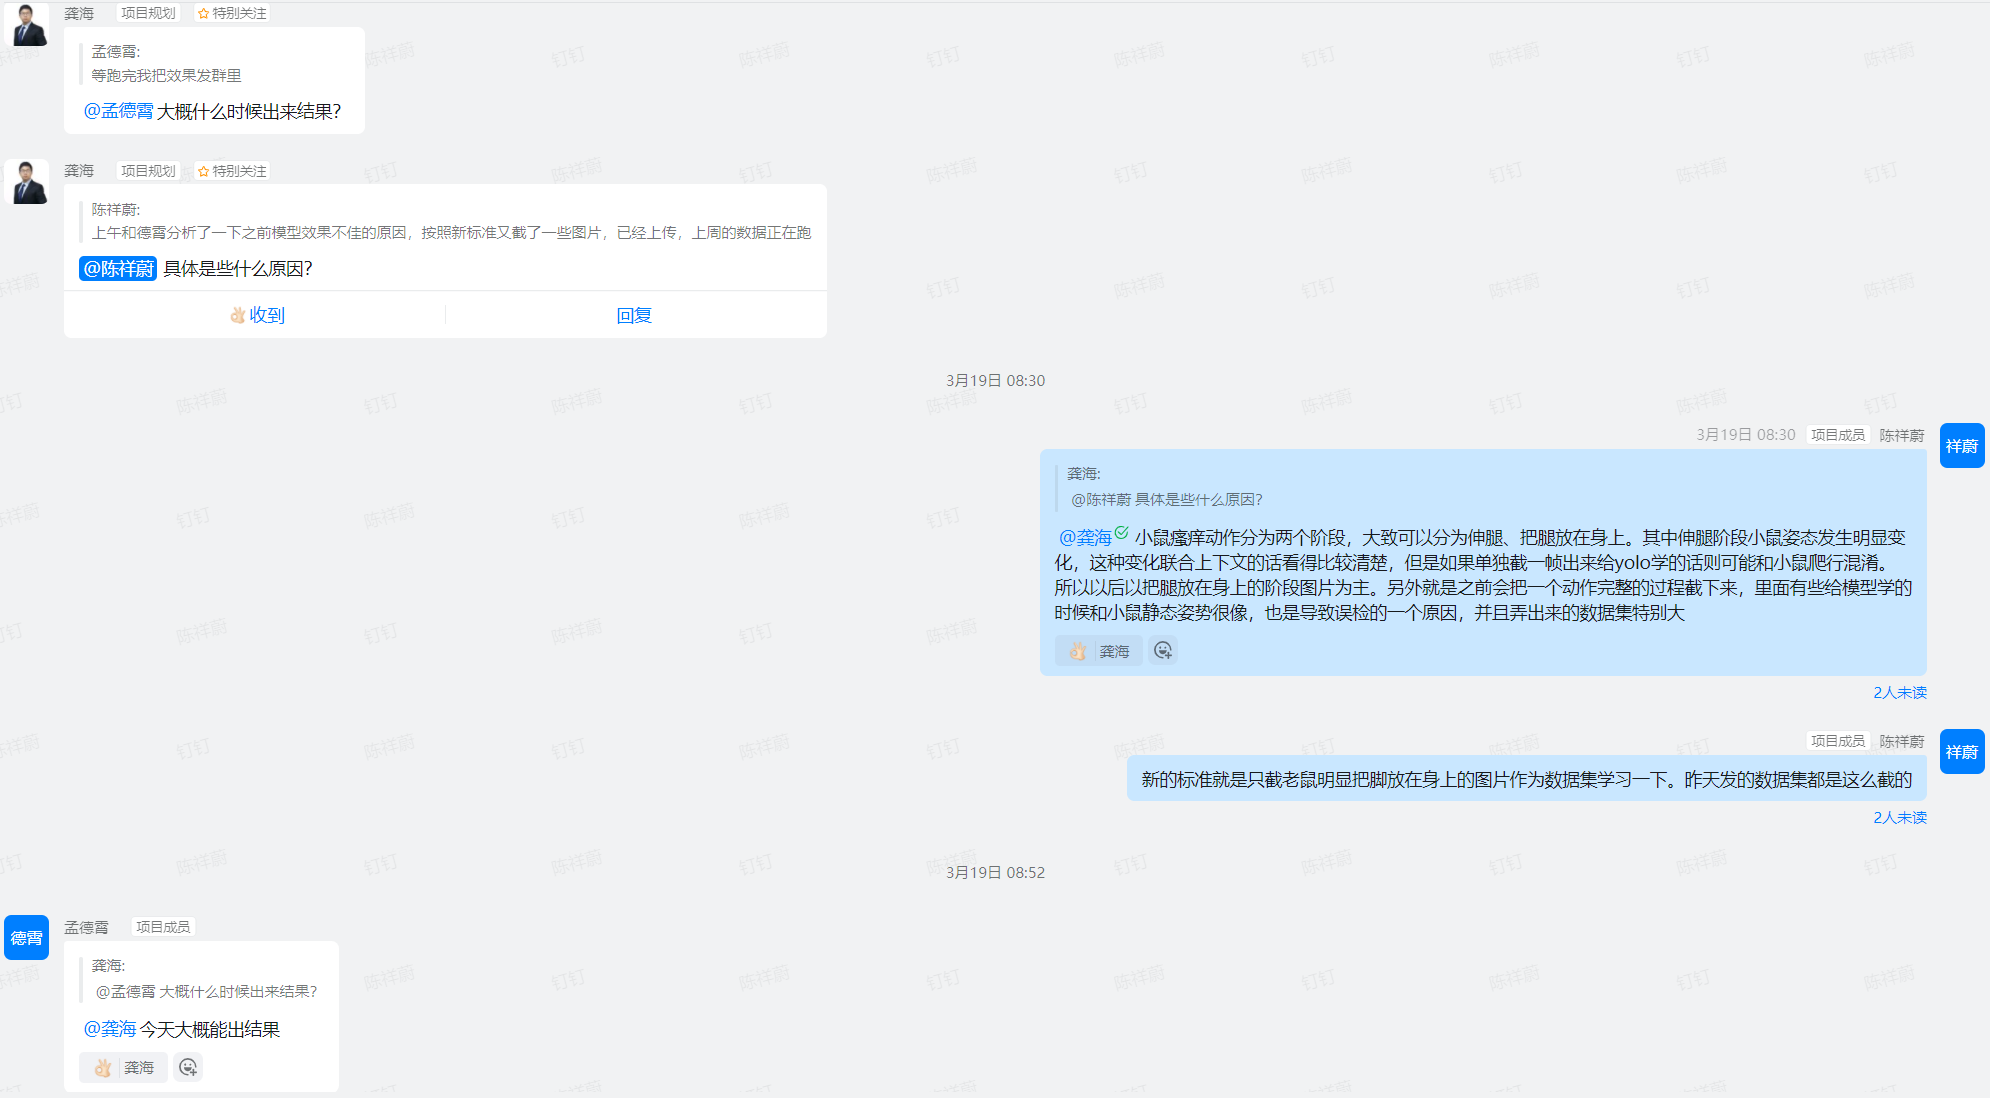 龚海 项目规划 特别关注
孟德霄:
等跑完我把效果发群里
@孟德霄 大概什么时候出来结果?
龚海 项目规划 特别关注
陈祥蔚:
上午和德霄分析了一下之前模型效果不佳的原因，按照新标准又截了一些图片，已经上传，上周的数据正在跑
@陈祥蔚 具体是些什么原因?
收到 回复
3月19日 08:30
3月19日 08:30 项目成员 陈祥蔚
祥蔚
龚海:
@陈祥蔚 具体是些什么原因?
@龚海 小鼠瘙痒动作分为两个阶段，大致可以分为伸腿、把腿放在身上。其中伸腿阶段小鼠姿态发生明显变
化，这种变化联合上下文的话看得比较清楚，但是如果单独截一帧出来给yolo学的话则可能和小鼠爬行混淆。
所以以后以把腿放在身上的阶段图片为主。另外就是之前会把一个动作完整的过程截下来，里面有些给模型学的
时候和小鼠静态姿势很像，也是导致误检的一个原因，并且弄出来的数据集特别大
龚海
2人未读
项目成员 陈祥蔚
祥蔚
新的标准就是只截老鼠明显把脚放在身上的图片作为数据集学习一下。昨天发的数据集都是这么截的
2人未读
3月19日 08:52
德霄
孟德霄 项目成员
龚海:
@孟德霄 大概什么时候出来结果?
@龚海 今天大概能出结果
龚海